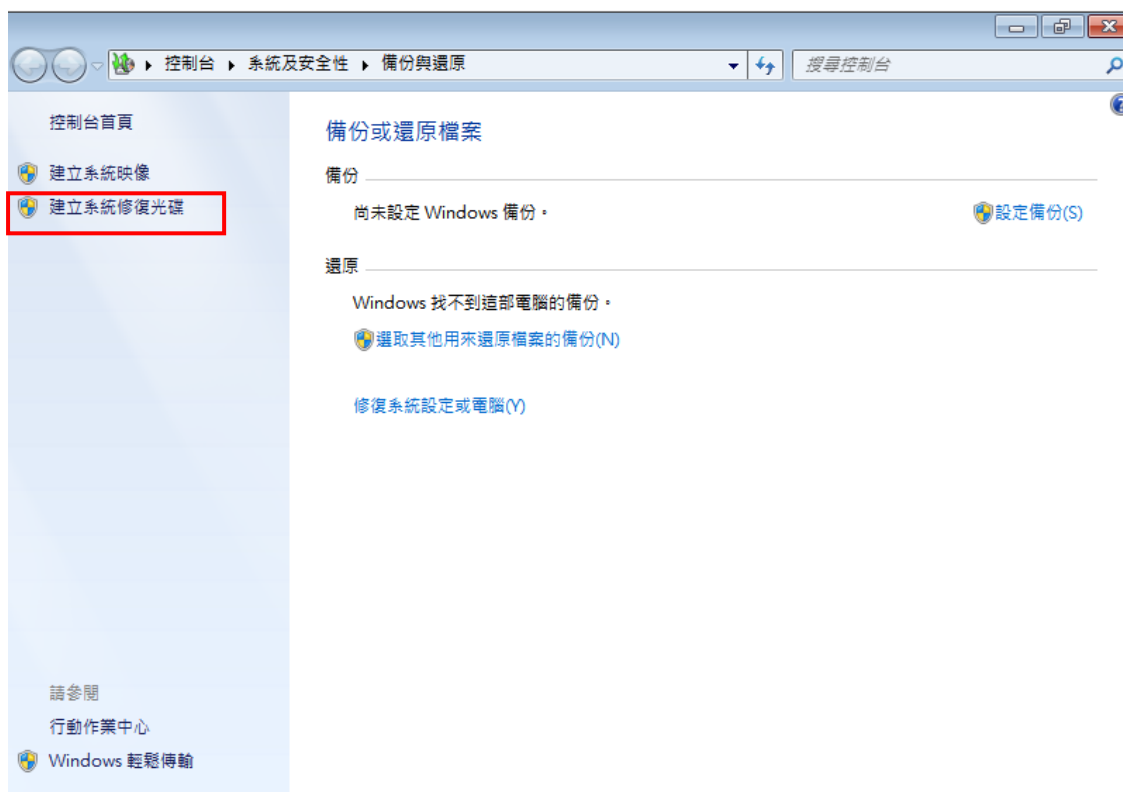 控制台 ▸ 系統及安全性 ▸ 備份與還原
搜尋控制台
控制台首頁
建立系統映像
建立系統修復光碟
備份或還原檔案
備份
尚未設定 Windows 備份。
設定備份(S)
還原
Windows 找不到這部電腦的備份。
選取其他用來還原檔案的備份(N)
修復系統設定或電腦(Y)
請參閱
行動作業中心
Windows 輕鬆傳輸